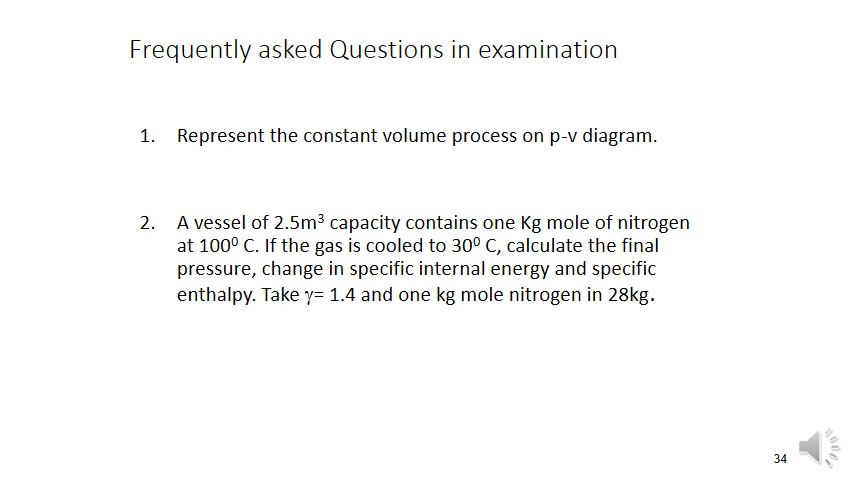 Frequently asked Questions in examination
1. Represent the constant volume process on p-v diagram.
2. A vessel of 2.5m³ capacity contains one Kg mole of nitrogen
at 100⁰ C. If the gas is cooled to 30⁰ C, calculate the final
pressure, change in specific internal energy and specific
enthalpy. Take γ= 1.4 and one kg mole nitrogen in 28kg.
34